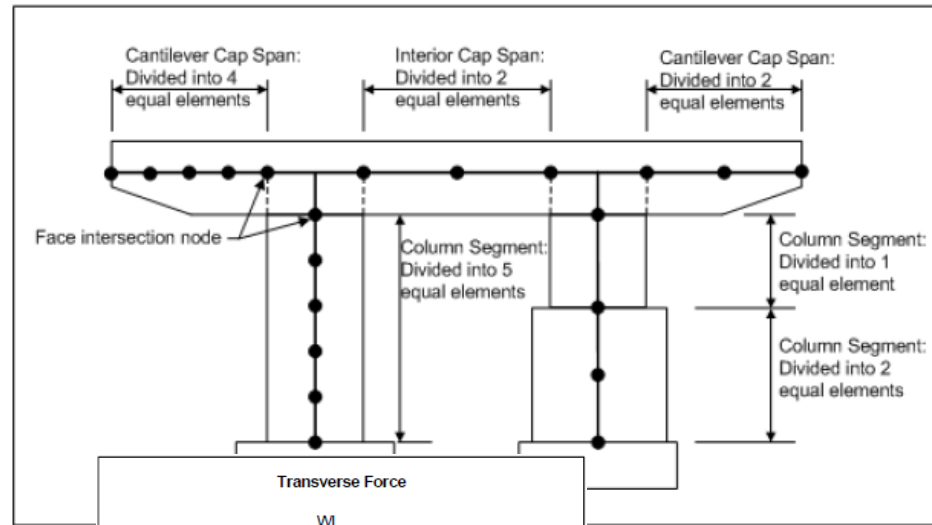 Cantilever Cap Span:
Divided into 4
equal elements
Interior Cap Span:
Divided into 2
equal elements
Cantilever Cap Span:
Divided into 2
equal elements
Face intersection node
Column Segment:
Divided into 5
equal elements
Column Segment:
Divided into 1
equal element
Column Segment:
Divided into 2
equal elements
Transverse Force